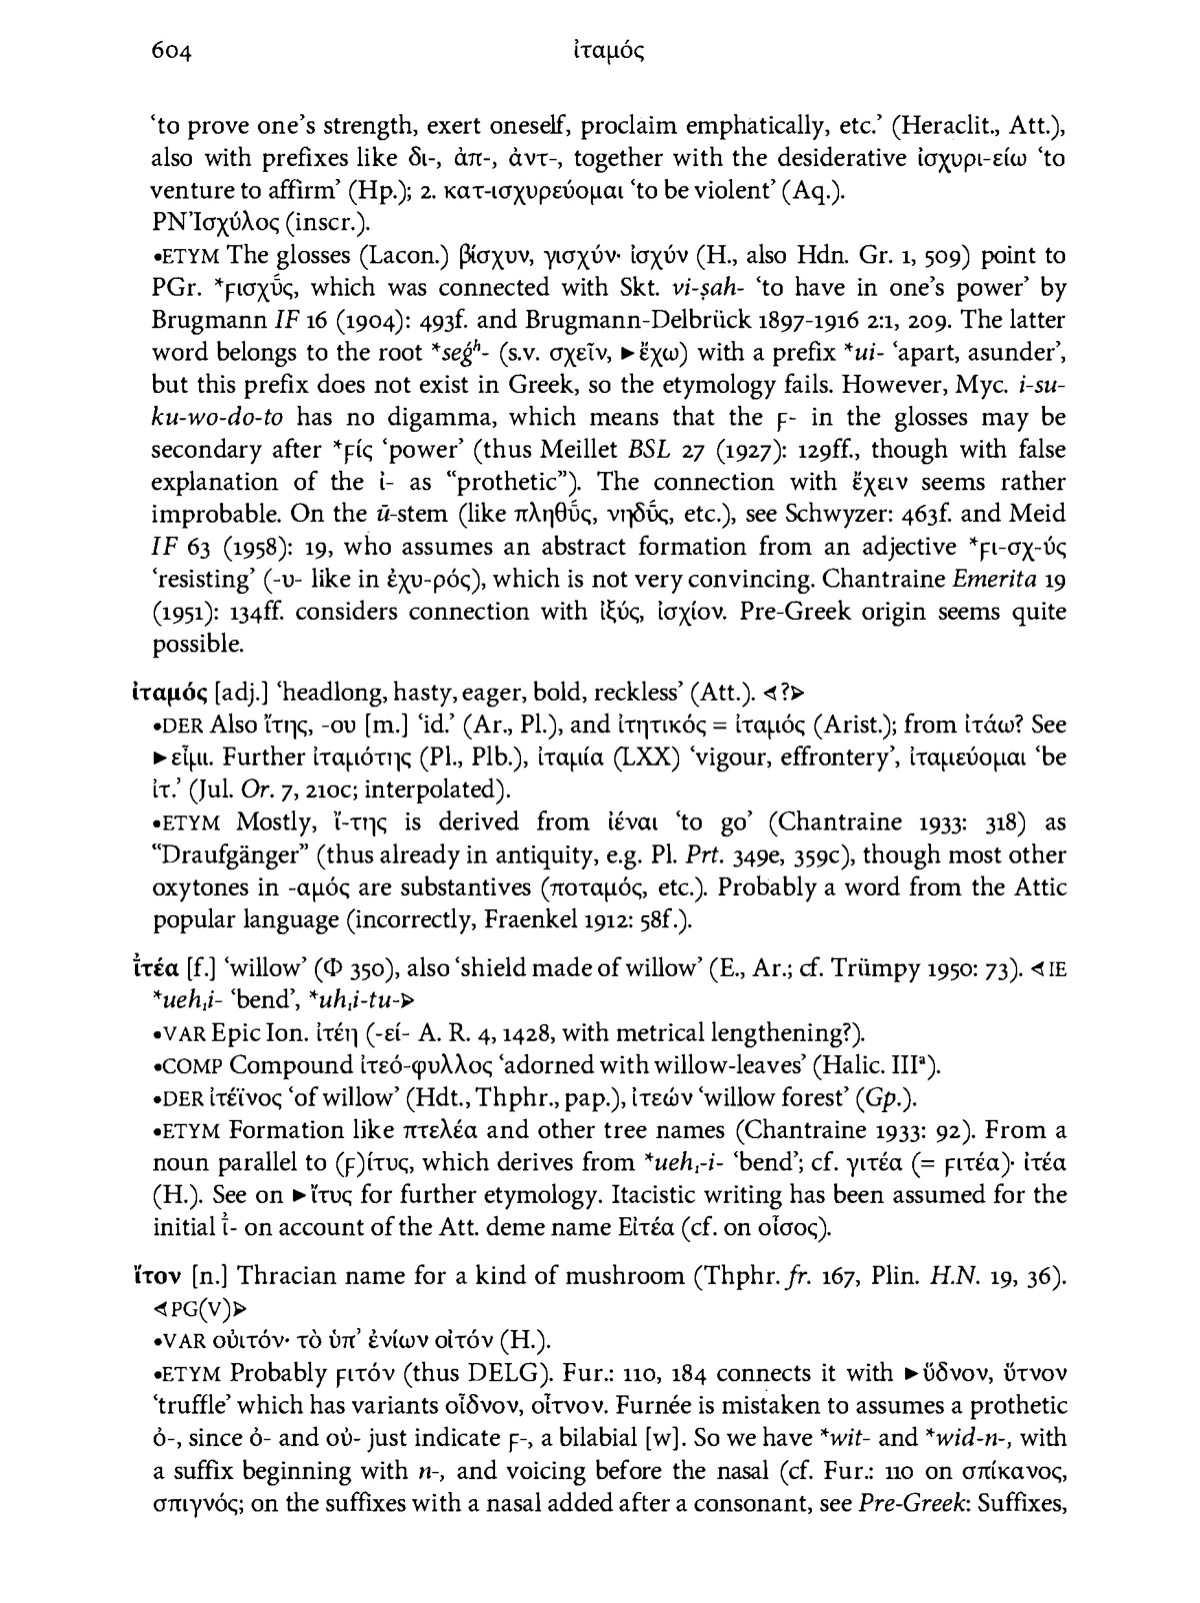 604
ἰταμός
‘to prove one’s strength, exert oneself, proclaim emphatically, etc.’ (Heraclit., Att.),
also with prefixes like δι-, ἀπ-, ἀντ-, together with the desiderative ἰσχυρι-είω ‘to
venture to affirm’ (Hp.); 2. κατ-ισχυρεύομαι ‘to be violent’ (Aq.).
PN Ἰσχύλος (inscr.).
•ETYM The glosses (Lacon.) βίσχυν, γισχύν· ἰσχύν (H., also Hdn. Gr. 1, 509) point to
PGr. *ϝισχῡ́ς, which was connected with Skt. vi-ṣah- ‘to have in one’s power’ by
Brugmann IF 16 (1904): 493f. and Brugmann-Delbrück 1897-1916 2:1, 209. The latter
word belongs to the root *seǵʰ- (s.v. σχεῖν, ►ἔχω) with a prefix *ui- ‘apart, asunder’,
but this prefix does not exist in Greek, so the etymology fails. However, Myc. i-su-
ku-wo-do-to has no digamma, which means that the ϝ- in the glosses may be
secondary after *ϝίς ‘power’ (thus Meillet BSL 27 (1927): 129ff., though with false
explanation of the ἰ- as “prothetic”). The connection with ἔχειν seems rather
improbable. On the ū-stem (like πληθῡ́ς, νηδῡ́ς, etc.), see Schwyzer: 463f. and Meid
IF 63 (1958): 19, who assumes an abstract formation from an adjective *ϝι-σχ-ύς
‘resisting’ (-υ- like in ἐχυ-ρός), which is not very convincing. Chantraine Emerita 19
(1951): 134ff. considers connection with ἰξύς, ἰσχίον. Pre-Greek origin seems quite
possible.
ἰταμός [adj.] ‘headlong, hasty, eager, bold, reckless’ (Att.). ⊲?⊳
•DER Also ἴτης, -ου [m.] ‘id.’ (Ar., Pl.), and ἰτητικός = ἰταμός (Arist.); from ἰτάω? See
►εἶμι. Further ἰταμιότης (Pl., Plb.), ἰταμία (LXX) ‘vigour, effrontery’, ἰταμεύομαι ‘be
ἰτ.’ (Jul. Or. 7, 210c; interpolated).
•ETYM Mostly, ἴ-της is derived from ἰέναι ‘to go’ (Chantraine 1933: 318) as
“Draufgänger” (thus already in antiquity, e.g. Pl. Prt. 349e, 359c), though most other
oxytones in -αμός are substantives (ποταμός, etc.). Probably a word from the Attic
popular language (incorrectly, Fraenkel 1912: 58f.).
ῑ̓τέα [f.] ‘willow’ (Φ 350), also ‘shield made of willow’ (E., Ar.; cf. Trümpy 1950: 73). ⊲IE
*ueh₁i- ‘bend’, *uh₁i-tu-⊳
•VAR Epic Ion. ἰτέη (-εί- A. R. 4, 1428, with metrical lengthening?).
•COMP Compound ἰτεό-φυλλος ‘adorned with willow-leaves’ (Halic. IIIᵃ).
•DER ἰτέϊνος ‘of willow’ (Hdt., Thphr., pap.), ἰτεών ‘willow forest’ (Gp.).
•ETYM Formation like πτελέα and other tree names (Chantraine 1933: 92). From a
noun parallel to (ϝ)ίτυς, which derives from *ueh₁-i- ‘bend’; cf. γιτέα (= ϝιτέα)· ἰτέα
(H.). See on ►ἴτυς for further etymology. Itacistic writing has been assumed for the
initial ῑ̓- on account of the Att. deme name Εἰτέα (cf. on οἶσος).
ἴτον [n.] Thracian name for a kind of mushroom (Thphr. fr. 167, Plin. H.N. 19, 36).
⊲PG(V)⊳
•VAR οὐιτόν· τὸ ὑπ’ ἐνίων οἰτόν (H.).
•ETYM Probably ϝιτόν (thus DELG). Fur.: 110, 184 connects it with ►ὕδνον, ὕτνον
‘truffle’ which has variants οἶδνον, οἶτνον. Furnée is mistaken to assumes a prothetic
ὀ-, since ὀ- and οὐ- just indicate ϝ-, a bilabial [w]. So we have *wit- and *wid-n-, with
a suffix beginning with n-, and voicing before the nasal (cf. Fur.: 110 on σπίκανος,
σπιγνός; on the suffixes with a nasal added after a consonant, see Pre-Greek: Suffixes,